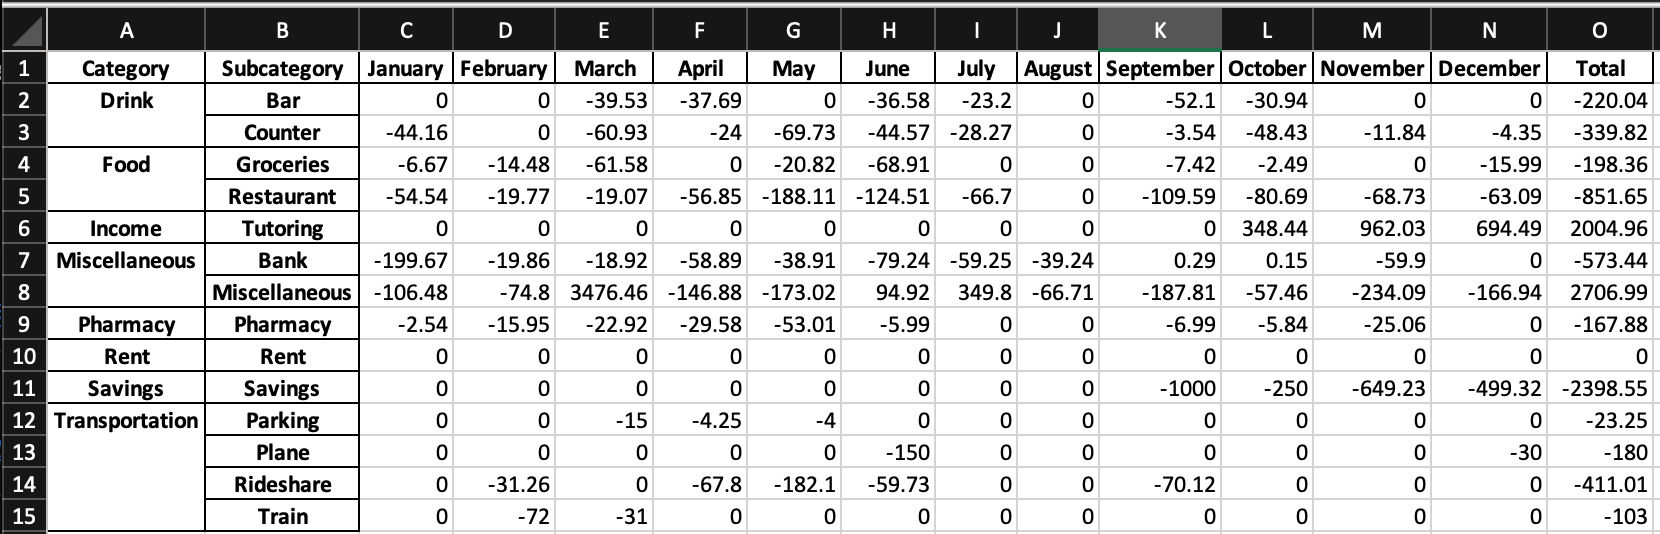 A B C D E F G H I J K L M N O
1 Category Subcategory January February March April May June July August September October November December Total
2 Drink Bar 0 0 -39.53 -37.69 0 -36.58 -23.2 0 -52.1 -30.94 0 0 -220.04
3 Counter -44.16 0 -60.93 -24 -69.73 -44.57 -28.27 0 -3.54 -48.43 -11.84 -4.35 -339.82
4 Food Groceries -6.67 -14.48 -61.58 0 -20.82 -68.91 0 0 -7.42 -2.49 0 -15.99 -198.36
5 Restaurant -54.54 -19.77 -19.07 -56.85 -188.11 -124.51 -66.7 0 -109.59 -80.69 -68.73 -63.09 -851.65
6 Income Tutoring 0 0 0 0 0 0 0 0 0 348.44 962.03 694.49 2004.96
7 Miscellaneous Bank -199.67 -19.86 -18.92 -58.89 -38.91 -79.24 -59.25 -39.24 0.29 0.15 -59.9 0 -573.44
8 Miscellaneous -106.48 -74.8 3476.46 -146.88 -173.02 94.92 349.8 -66.71 -187.81 -57.46 -234.09 -166.94 2706.99
9 Pharmacy Pharmacy -2.54 -15.95 -22.92 -29.58 -53.01 -5.99 0 0 -6.99 -5.84 -25.06 0 -167.88
10 Rent Rent 0 0 0 0 0 0 0 0 0 0 0 0 0
11 Savings Savings 0 0 0 0 0 0 0 0 -1000 -250 -649.23 -499.32 -2398.55
12 Transportation Parking 0 0 -15 -4.25 -4 0 0 0 0 0 0 0 -23.25
13 Plane 0 0 0 0 0 -150 0 0 0 0 0 -30 -180
14 Rideshare 0 -31.26 0 -67.8 -182.1 -59.73 0 0 -70.12 0 0 0 -411.01
15 Train 0 -72 -31 0 0 0 0 0 0 0 0 0 -103